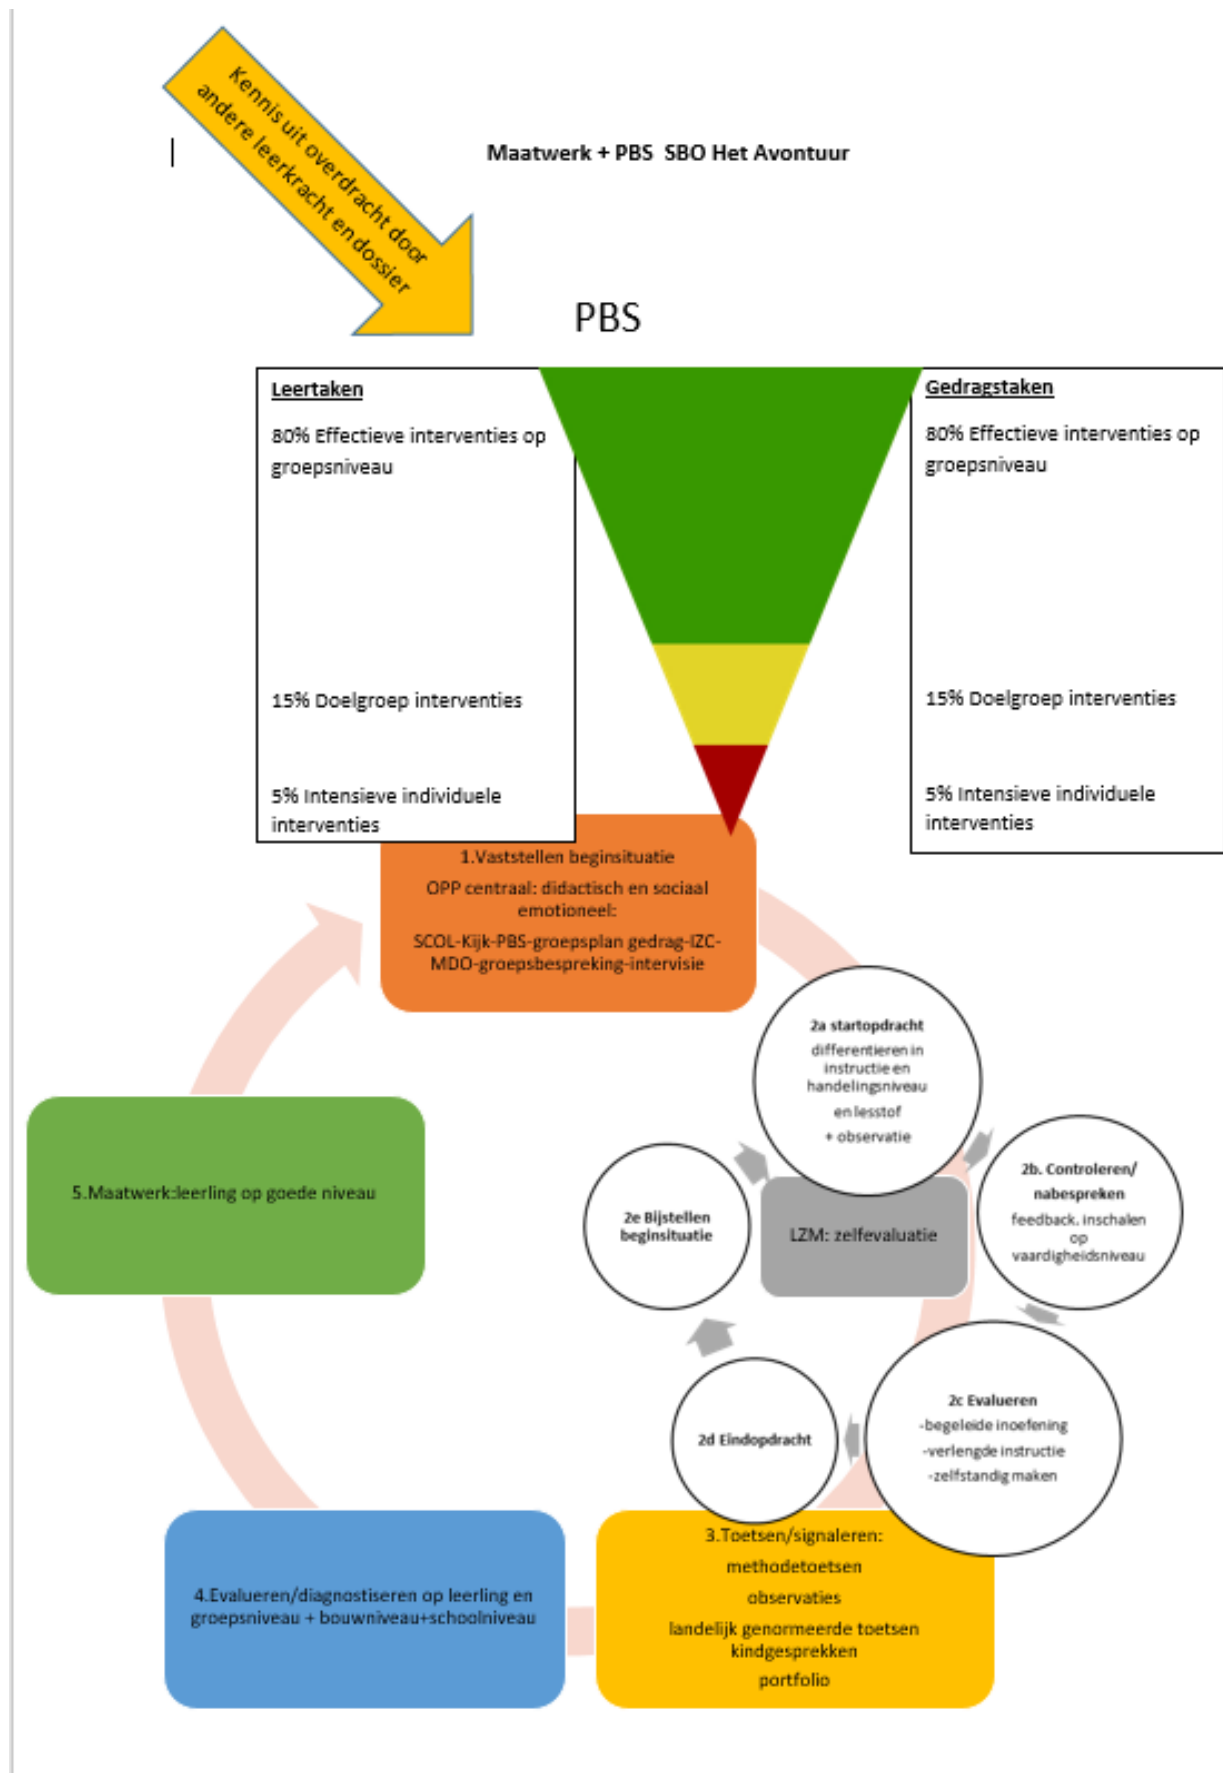 Kennis uit overdracht door
andere leerkracht en dossier
Maatwerk + PBS SBO Het Avontuur
PBS
Leertaken
80% Effectieve interventies op
groepsniveau
15% Doelgroep interventies
5% Intensieve individuele
interventies
Gedragstaken
80% Effectieve interventies op
groepsniveau
15% Doelgroep interventies
5% Intensieve individuele
interventies
1.Vaststellen beginsituatie
OPP centraal: didactisch en sociaal
emotioneel:
SCOL-Kijk-PBS-groepsplan gedrag-IZC-
MDO-groepsbespreking-intervisie
2a startopdracht
differentieren in
instructie en
handelingsniveau
en lesstof
+ observatie
2b. Controleren/
nabespreken
feedback. inschalen
op
vaardigheidsniveau
2c Evalueren
-begeleide inoefening
-verlengde instructie
-zelfstandig maken
2d Eindopdracht
2e Bijstellen
beginsituatie
LZM: zelfevaluatie
3.Toetsen/signaleren:
methodetoetsen
observaties
landelijk genormeerde toetsen
kindgesprekken
portfolio
4.Evalueren/diagnostiseren op leerling en
groepsniveau + bouwniveau+schoolniveau
5.Maatwerk:leerling op goede niveau